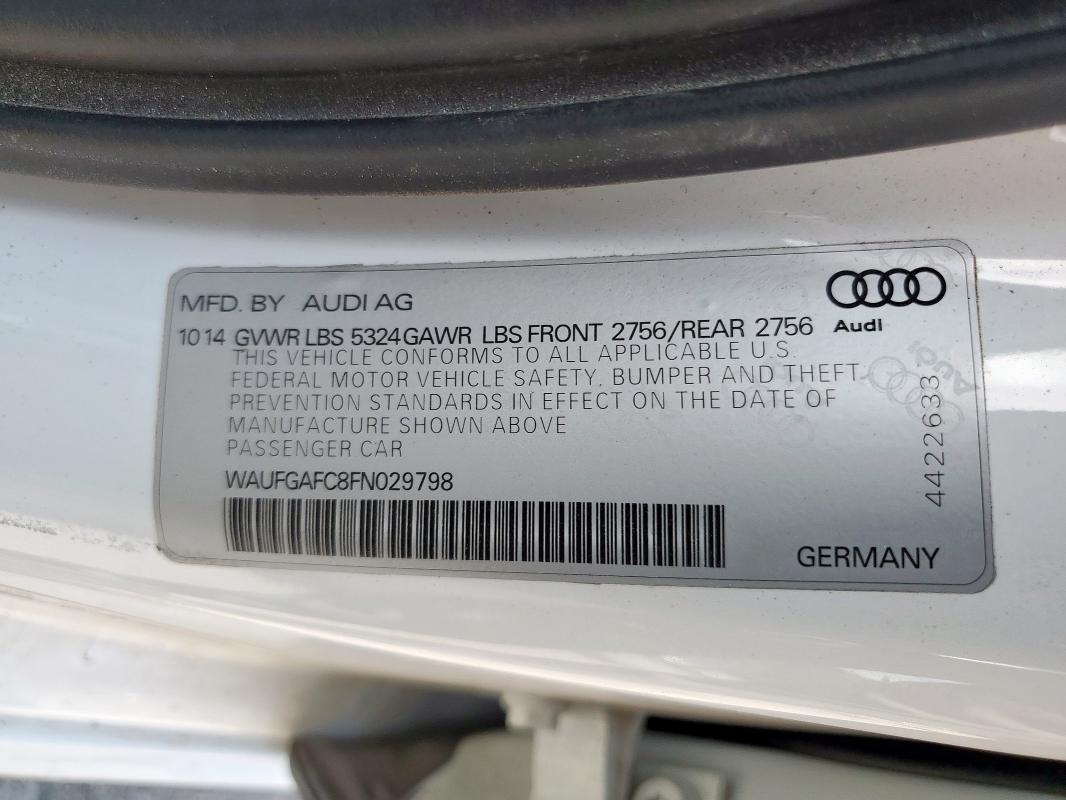 MFD. BY AUDI AG
Audi
10 14 GVWR LBS 5324 GAWR LBS FRONT 2756/REAR 2756
THIS VEHICLE CONFORMS TO ALL APPLICABLE U.S.
FEDERAL MOTOR VEHICLE SAFETY, BUMPER AND THEFT
PREVENTION STANDARDS IN EFFECT ON THE DATE OF
MANUFACTURE SHOWN ABOVE
PASSENGER CAR
WAUFGAFC8FN029798
44226331
GERMANY
Audi